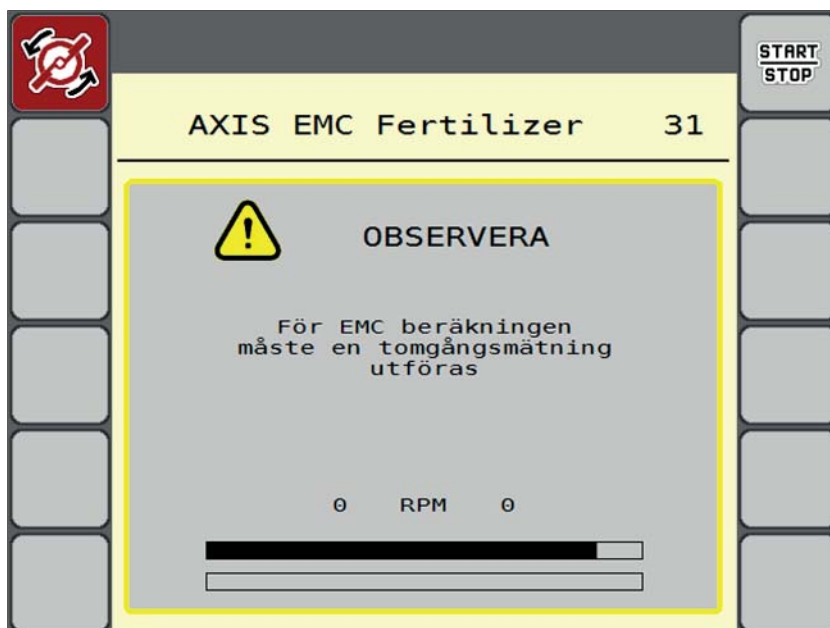 START
STOP
AXIS EMC Fertilizer 31
OBSERVERA
För EMC beräkningen
måste en tomgångsmätning
utföras
0 RPM 0